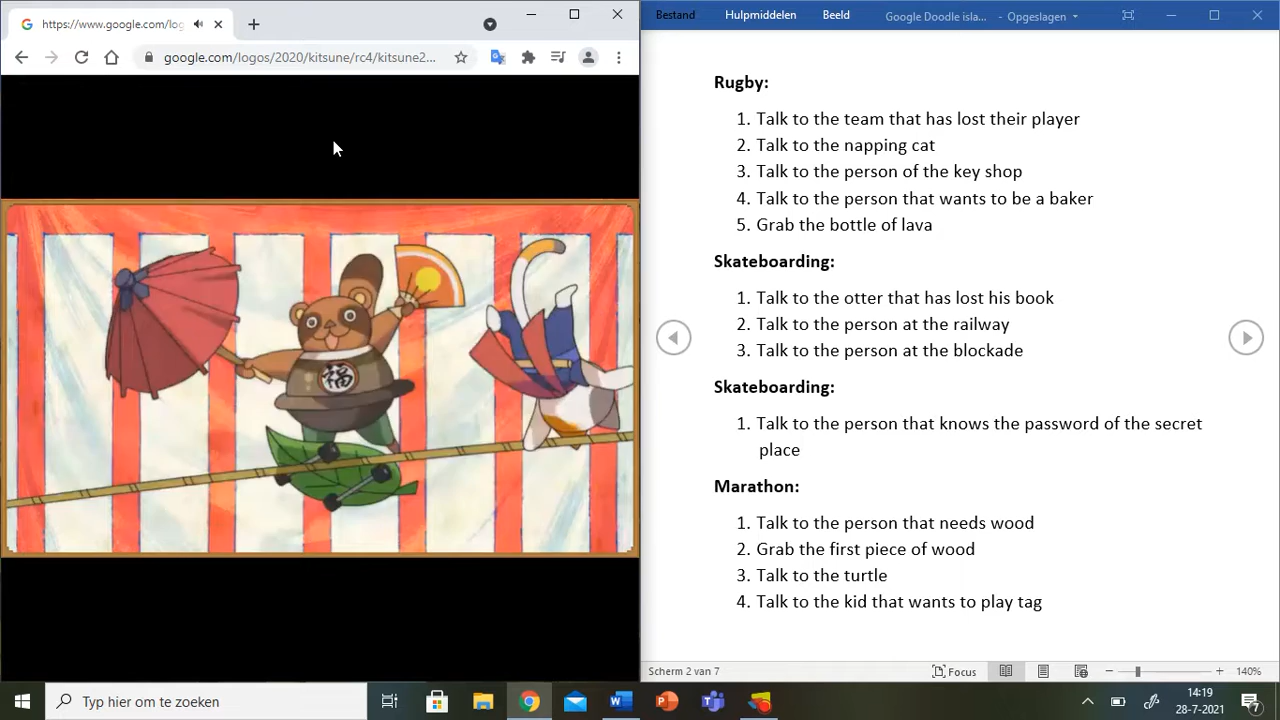 https://www.google.com/log
google.com/logos/2020/kitsune/rc4/kitsune2...
福
Bestand Hulpmiddelen Beeld Google Doodle isla... - Opgeslagen
Rugby:
1. Talk to the team that has lost their player
2. Talk to the napping cat
3. Talk to the person of the key shop
4. Talk to the person that wants to be a baker
5. Grab the bottle of lava
Skateboarding:
1. Talk to the otter that has lost his book
2. Talk to the person at the railway
3. Talk to the person at the blockade
Skateboarding:
1. Talk to the person that knows the password of the secret
place
Marathon:
1. Talk to the person that needs wood
2. Grab the first piece of wood
3. Talk to the turtle
4. Talk to the kid that wants to play tag
Scherm 2 van 7 Focus 140%
Typ hier om te zoeken
14:19
28-7-2021
7